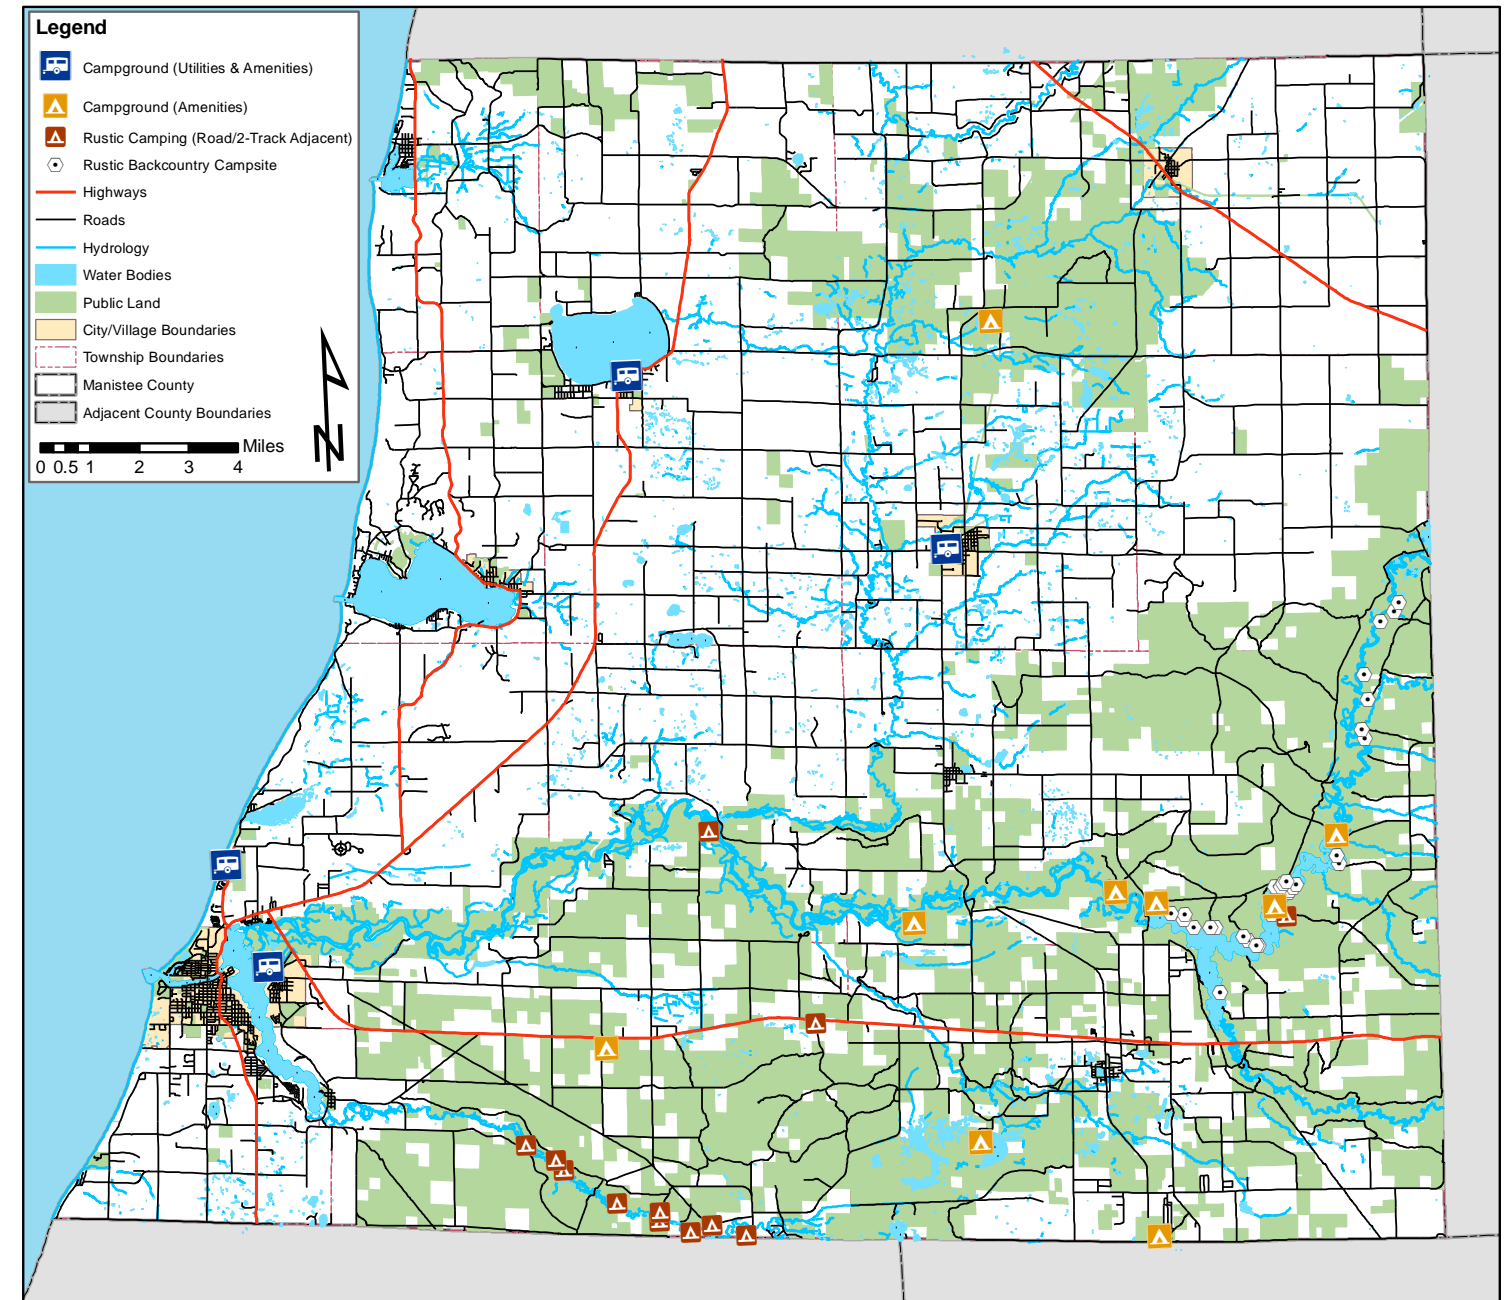 Legend
Campground (Utilities & Amenities)
Campground (Amenities)
Rustic Camping (Road/2-Track Adjacent)
Rustic Backcountry Campsite
Highways
Roads
Hydrology
Water Bodies
Public Land
City/Village Boundaries
Township Boundaries
Manistee County
Adjacent County Boundaries
Miles
0 0.5 1 2 3 4
N